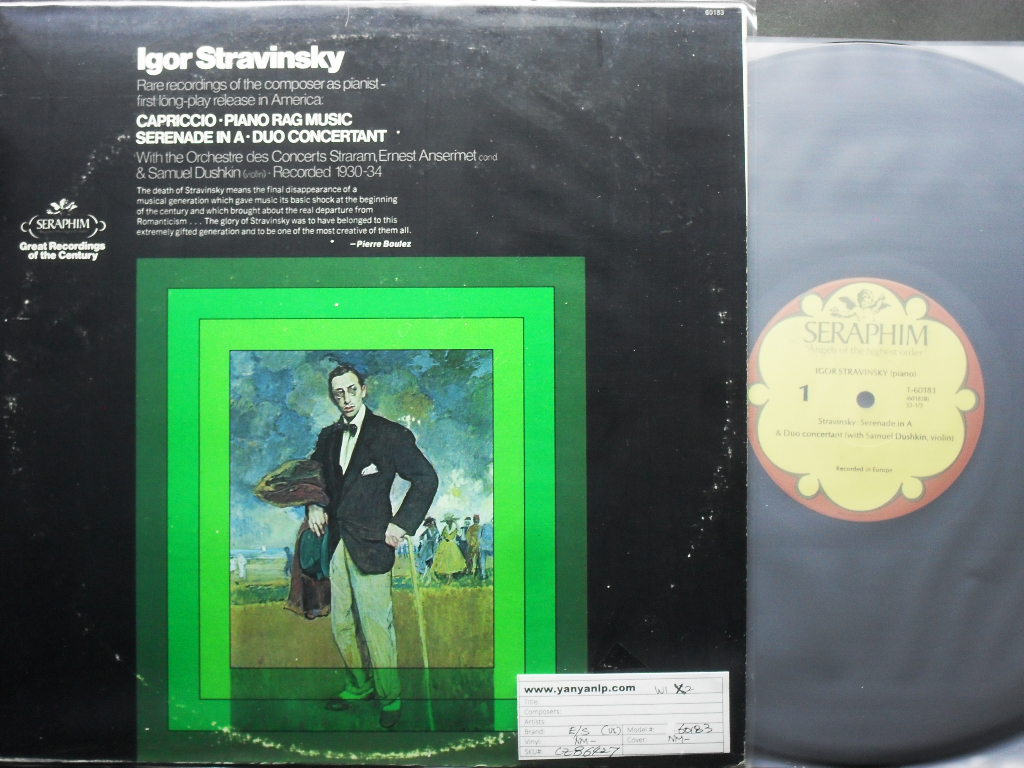 60183
Igor Stravinsky
Rare recordings of the composer as pianist –
first long-play release in America:
CAPRICCIO · PIANO RAG MUSIC
SERENADE IN A · DUO CONCERTANT
With the Orchestre des Concerts Straram, Ernest Ansermet cond.
& Samuel Dushkin (violin) · Recorded 1930-34
The death of Stravinsky means the final disappearance of a
musical generation which gave music its basic shock at the beginning
of the century and which brought about the real departure from
Romanticism . . . The glory of Stravinsky was to have belonged to this
extremely gifted generation and to be one of the most creative of them all.
—Pierre Boulez
SERAPHIM
Great Recordings
of the Century
SERAPHIM
"Angels of the highest order"
IGOR STRAVINSKY (piano)
1
T-60183
(60183B)
33-1/3
Stravinsky: Serenade in A
& Duo concertant (with Samuel Dushkin, violin)
Recorded in Europe
www.yanyanlp.com W1 X2
Title:
Composers:
Artists:
Brand: E/S (US) Model#: 60183
Vinyl: NM- Cover: NM-
SKU#: